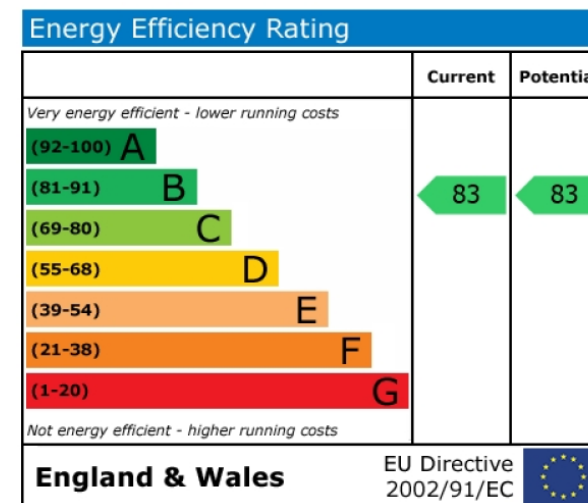 Energy Efficiency Rating
Current Potentia
Very energy efficient - lower running costs
(92-100) A
(81-91) B 83 83
(69-80) C
(55-68) D
(39-54) E
(21-38) F
(1-20) G
Not energy efficient - higher running costs
England & Wales EU Directive
2002/91/EC